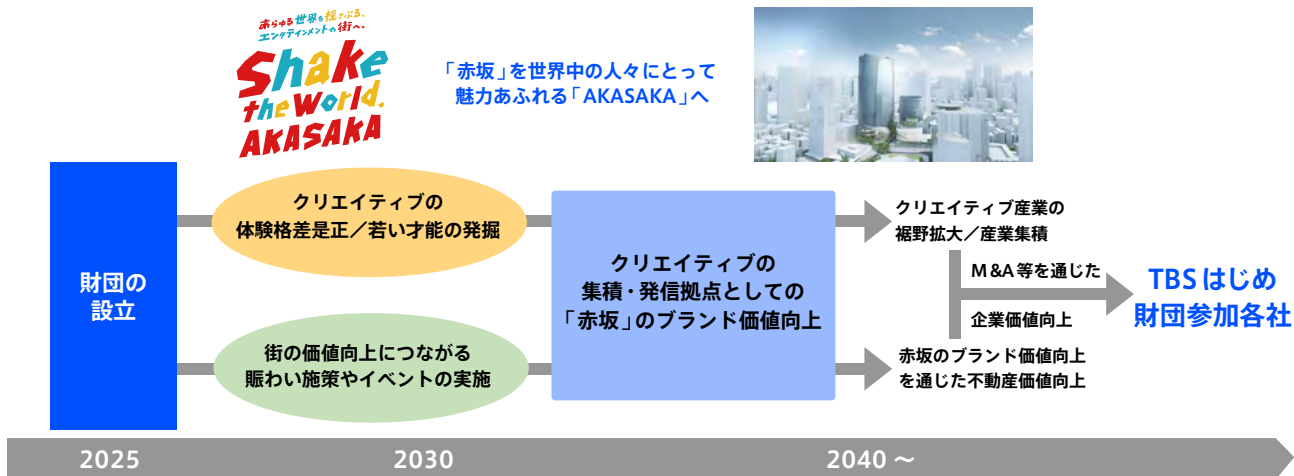 あらゆる世界を揺さぶる、
エンタテインメントの街へ。
Shake
the World.
AKASAKA
「赤坂」を世界中の人々にとって
魅力あふれる「AKASAKA」へ
財団の
設立
クリエイティブの
体験格差是正／若い才能の発掘
街の価値向上につながる
賑わい施策やイベントの実施
クリエイティブの
集積・発信拠点としての
「赤坂」のブランド価値向上
クリエイティブ産業の
裾野拡大／産業集積
M&A等を通じた
企業価値向上
赤坂のブランド価値向上
を通じた不動産価値向上
TBSはじめ
財団参加各社
2025
2030
2040 ～